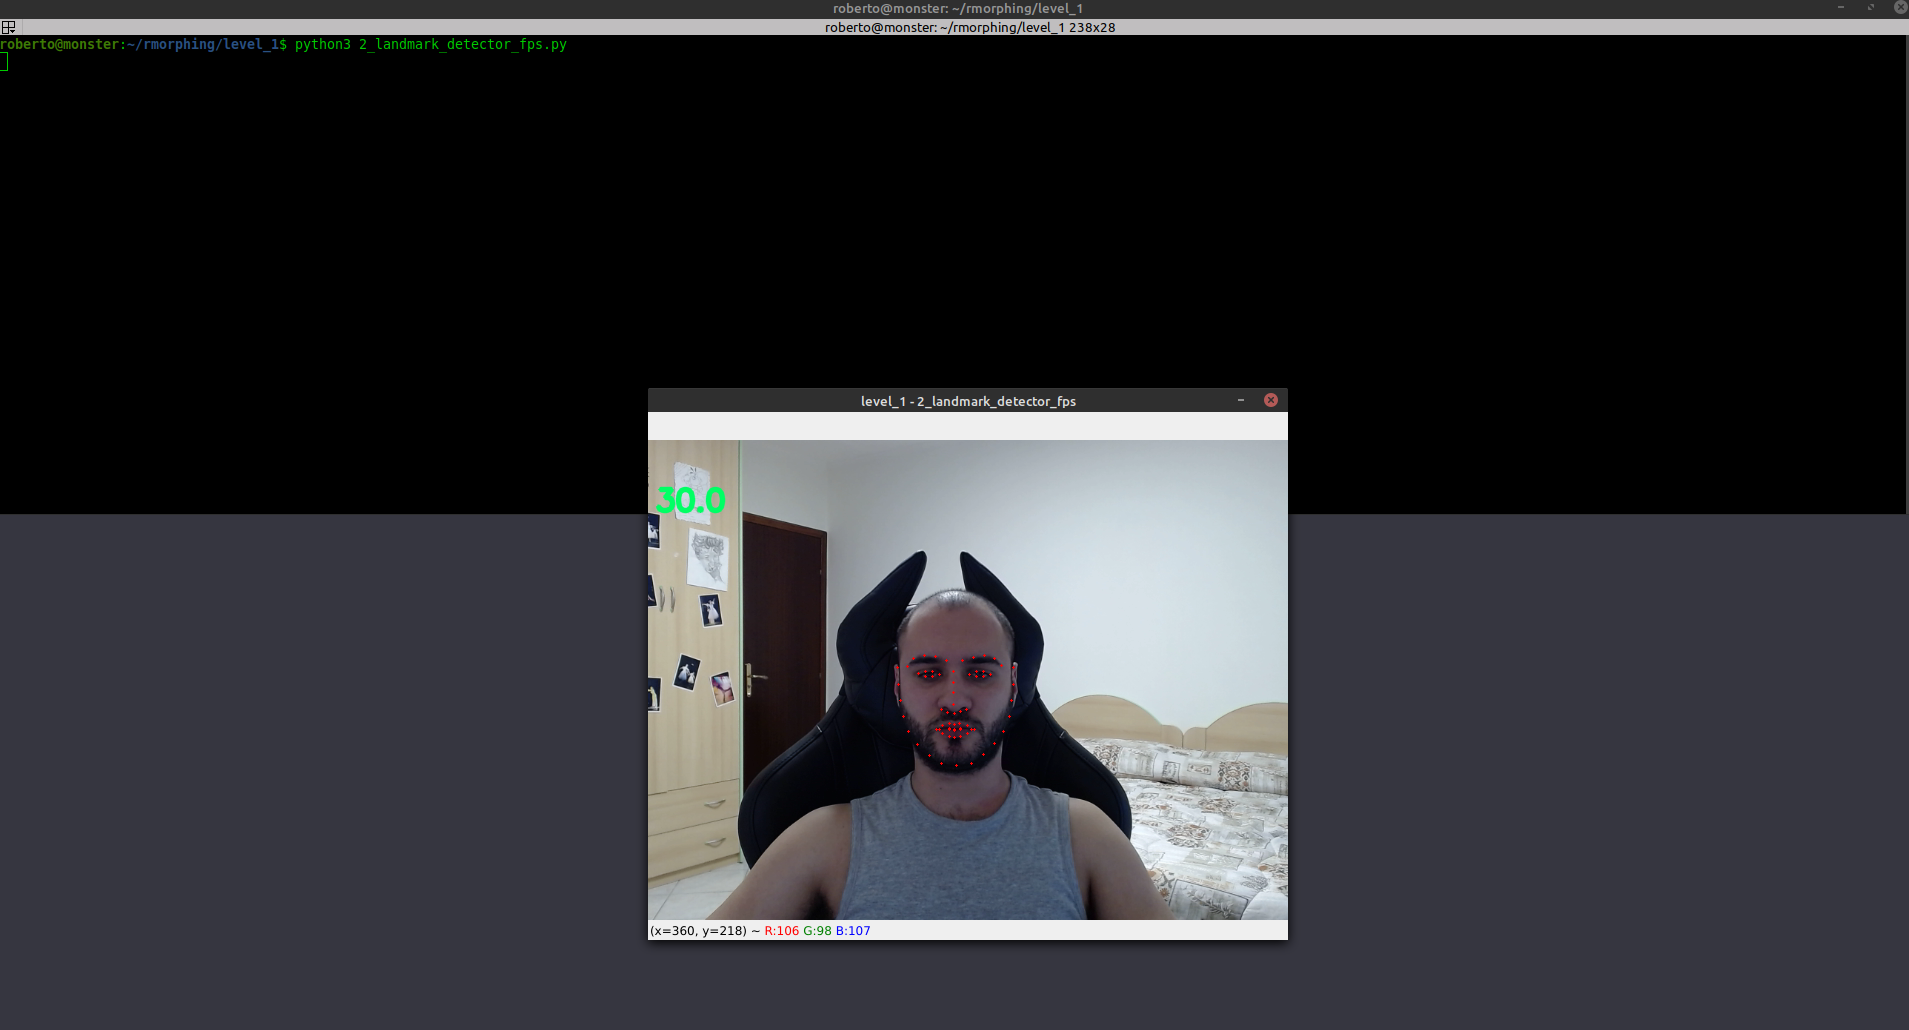 roberto@monster: ~/rmorphing/level_1
roberto@monster: ~/rmorphing/level_1 238x28
roberto@monster:~/rmorphing/level_1$ python3 2_landmark_detector_fps.py
level_1 - 2_landmark_detector_fps
30.0
(x=360, y=218) ~ R:106 G:98 B:107